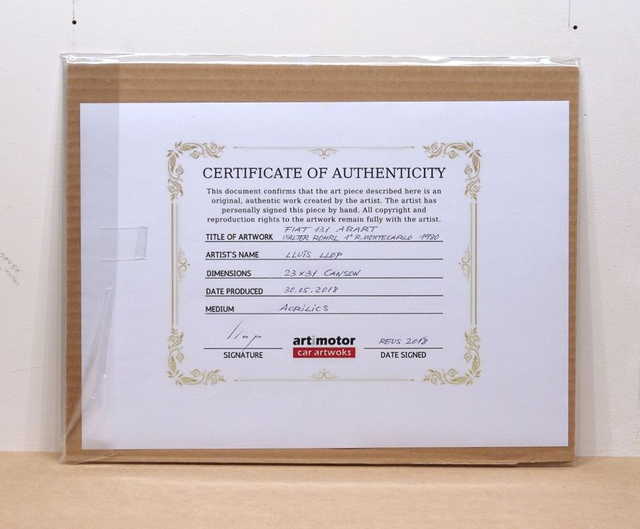 CERTIFICATE OF AUTHENTICITY
This document confirms that the art piece described here is an
original, authentic work created by the artist. The artist has
personally signed this piece by hand. All copyright and
reproduction rights to the artwork remain fully with the artist.
FIAT 131 ABART
TITLE OF ARTWORK WALTER ROHRL 1º R. MONTECARLO 1980
ARTIST'S NAME LLUÍS LLOP
DIMENSIONS 23x31 CANSON
DATE PRODUCED 30.05.2018
MEDIUM ACRILICS
llop art|motor REUS 2018
car artwoks
SIGNATURE DATE SIGNED